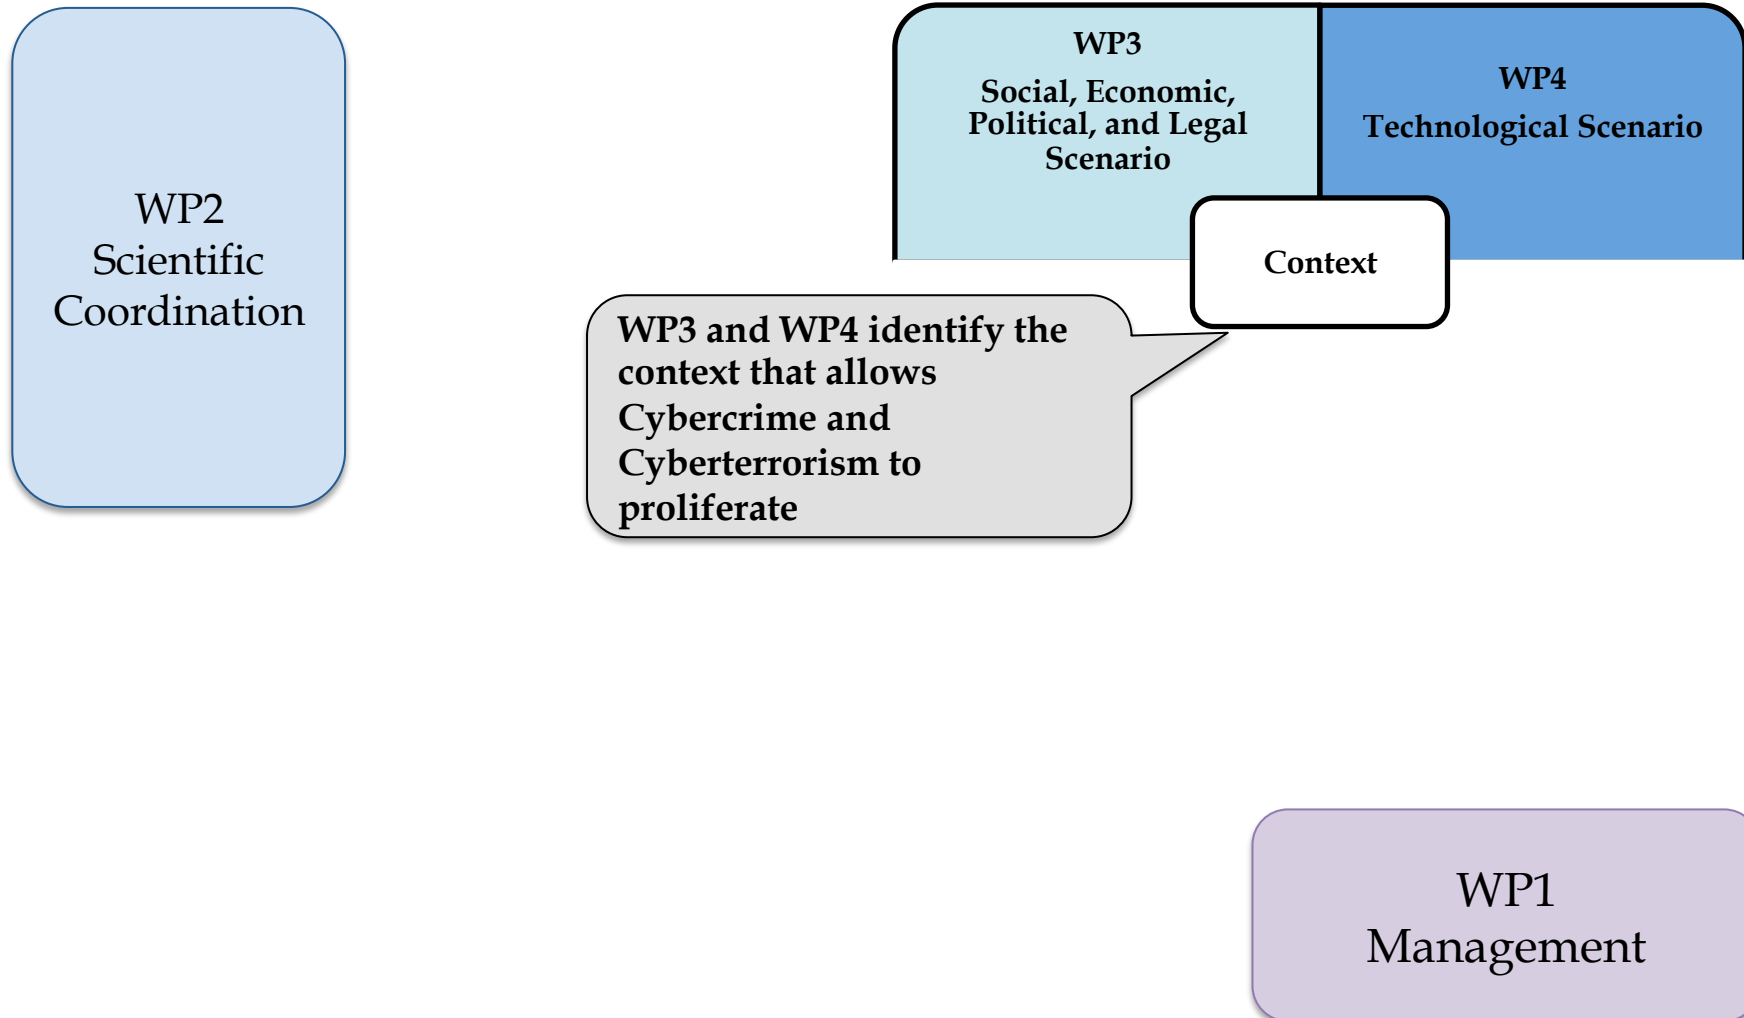 WP2
Scientific
Coordination
WP3
Social, Economic,
Political, and Legal
Scenario
WP4
Technological Scenario
Context
WP3 and WP4 identify the
context that allows
Cybercrime and
Cyberterrorism to
proliferate
WP1
Management